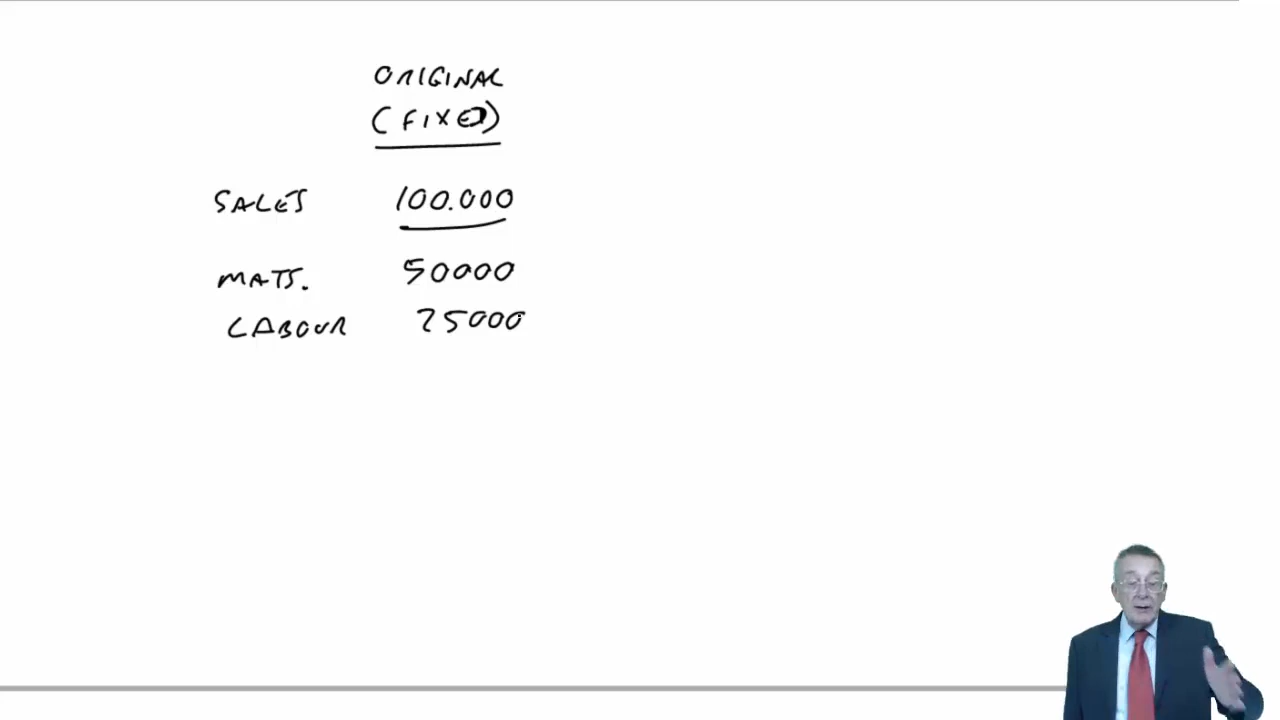 ORIGINAL
(FIXED)
SALES 100.000
MATS. 50000
LABOUR 25000